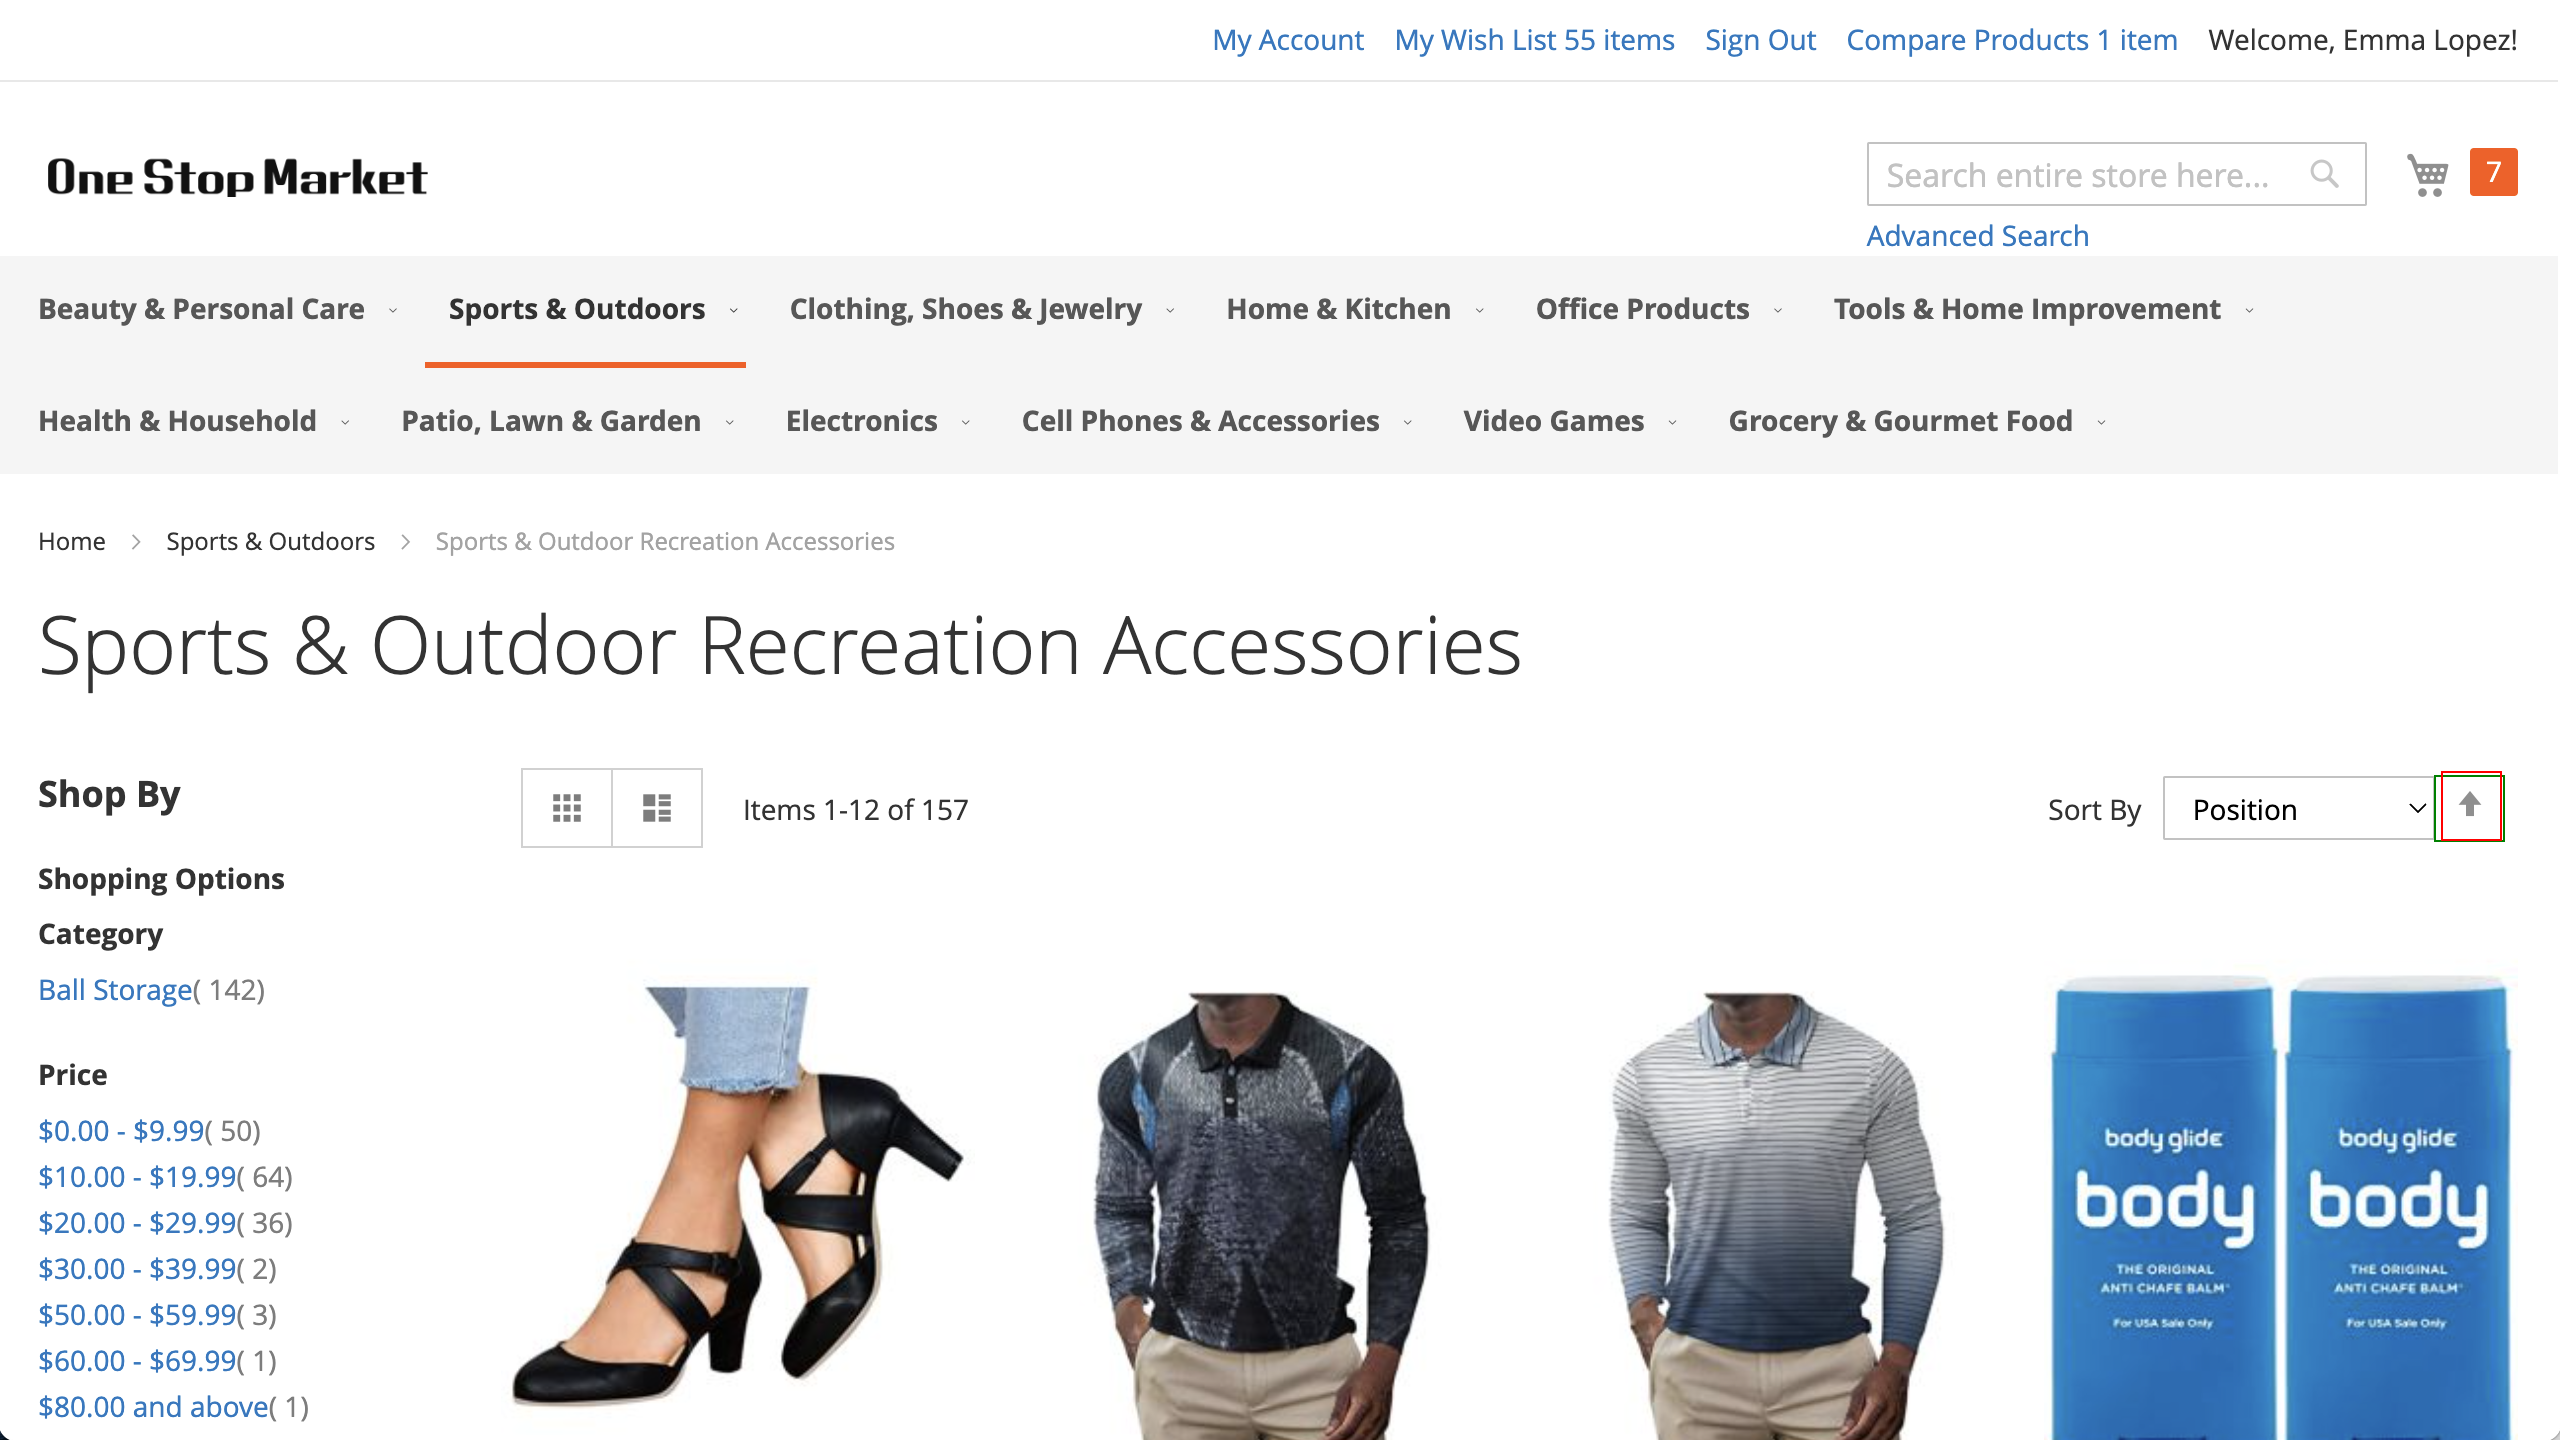 My Account My Wish List 55 items Sign Out Compare Products 1 item Welcome, Emma Lopez!
One Stop Market
Search entire store here...
7
Advanced Search
Beauty & Personal Care Sports & Outdoors Clothing, Shoes & Jewelry Home & Kitchen Office Products Tools & Home Improvement
Health & Household Patio, Lawn & Garden Electronics Cell Phones & Accessories Video Games Grocery & Gourmet Food
Home Sports & Outdoors Sports & Outdoor Recreation Accessories
Sports & Outdoor Recreation Accessories
Shop By
Items 1-12 of 157
Sort By Position
Shopping Options
Category
Ball Storage( 142)
Price
$0.00 - $9.99( 50)
$10.00 - $19.99( 64)
$20.00 - $29.99( 36)
$30.00 - $39.99( 2)
$50.00 - $59.99( 3)
$60.00 - $69.99( 1)
$80.00 and above( 1)
body glide
body
THE ORIGINAL
ANTI CHAFE BALM
For USA Sale Only
body glide
body
THE ORIGINAL
ANTI CHAFE BALM
For USA Sale Only